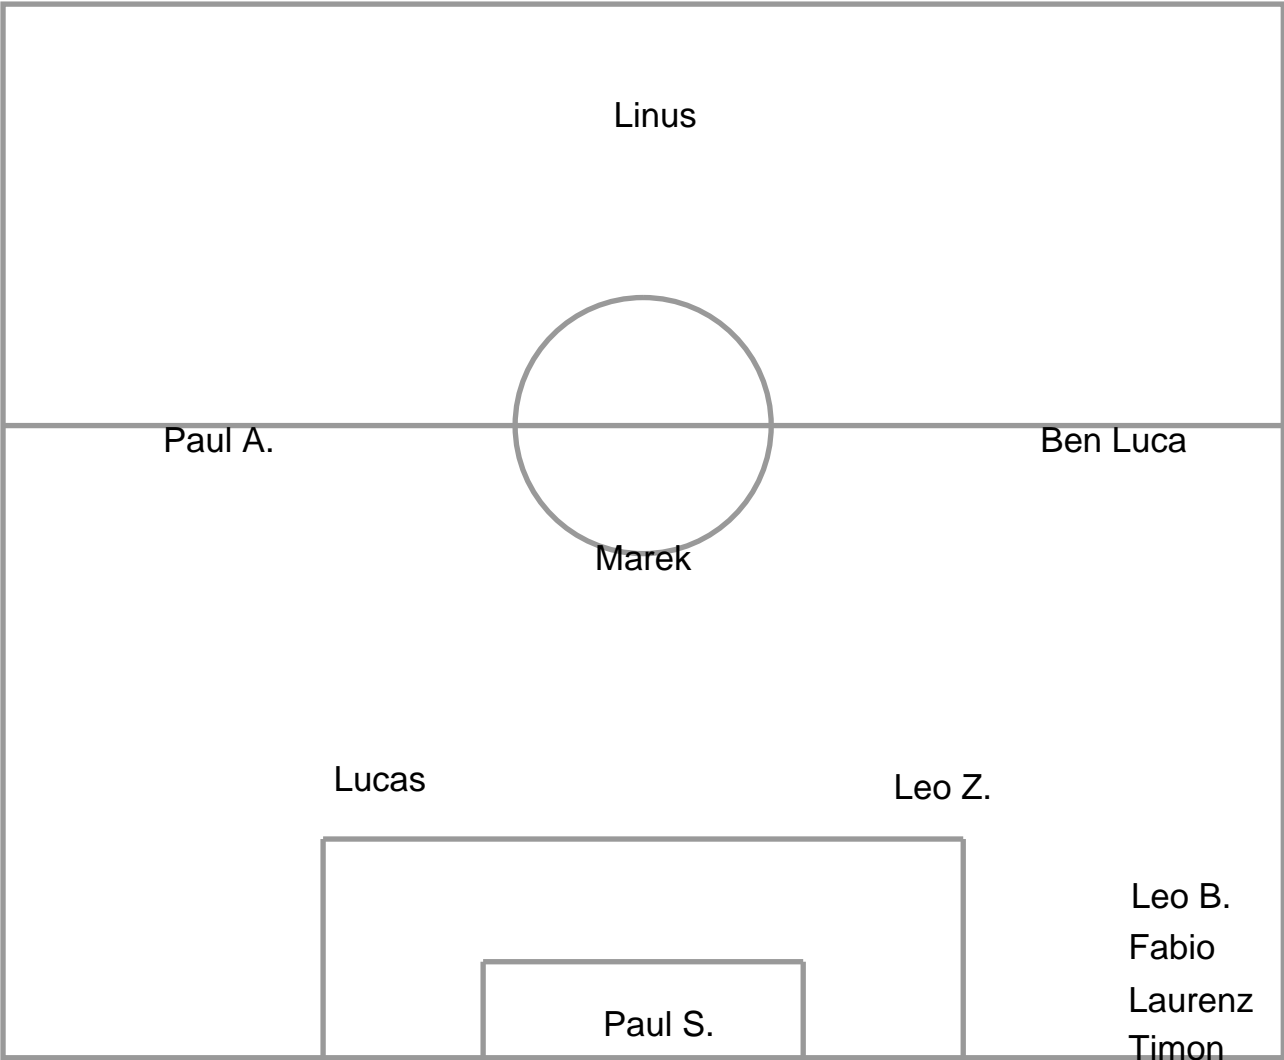 Linus
Paul A.
Ben Luca
Marek
Lucas
Leo Z.
Leo B.
Fabio
Laurenz
Paul S.
Timon